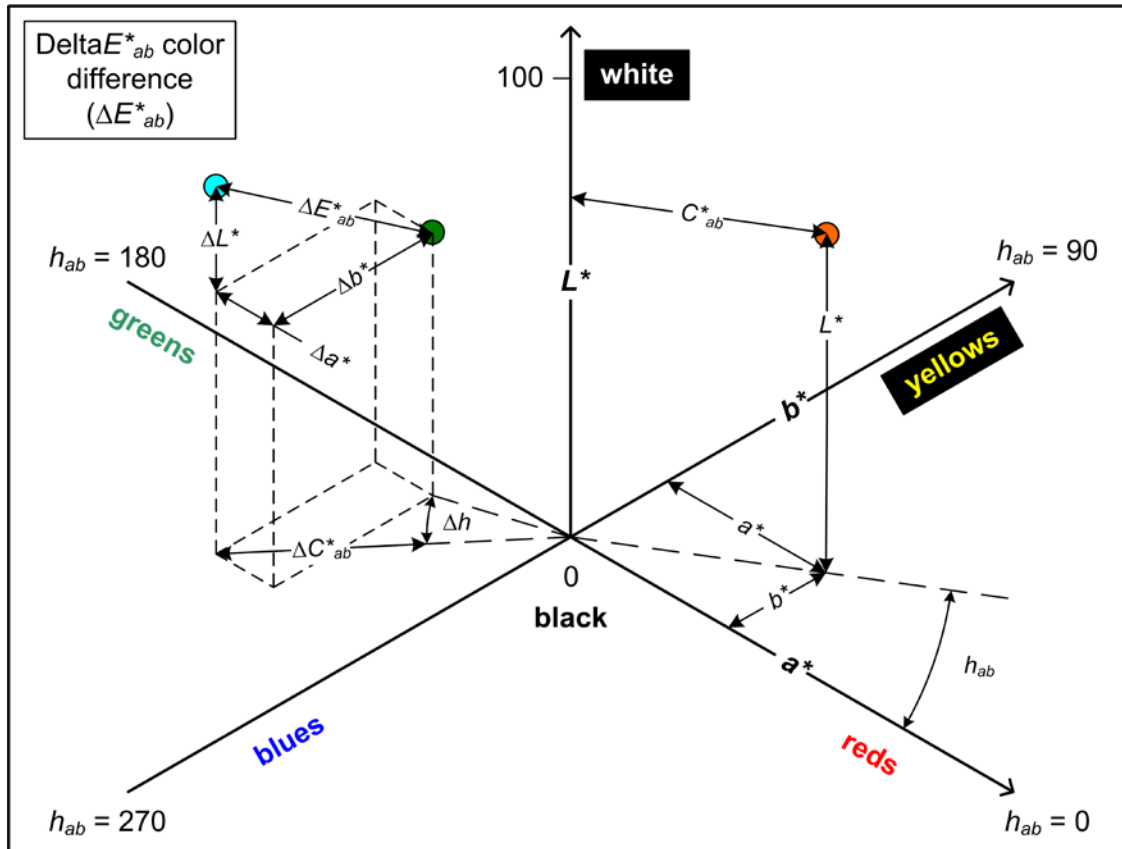 DeltaE*ab color
difference
(ΔE*ab)
100
white
ΔE*ab
C*ab
ΔL*
hab = 180
hab = 90
Δb*
L*
L*
greens
Δa*
yellows
b*
Δh
a*
ΔC*ab
0
b*
black
a*
hab
blues
reds
hab = 270
hab = 0